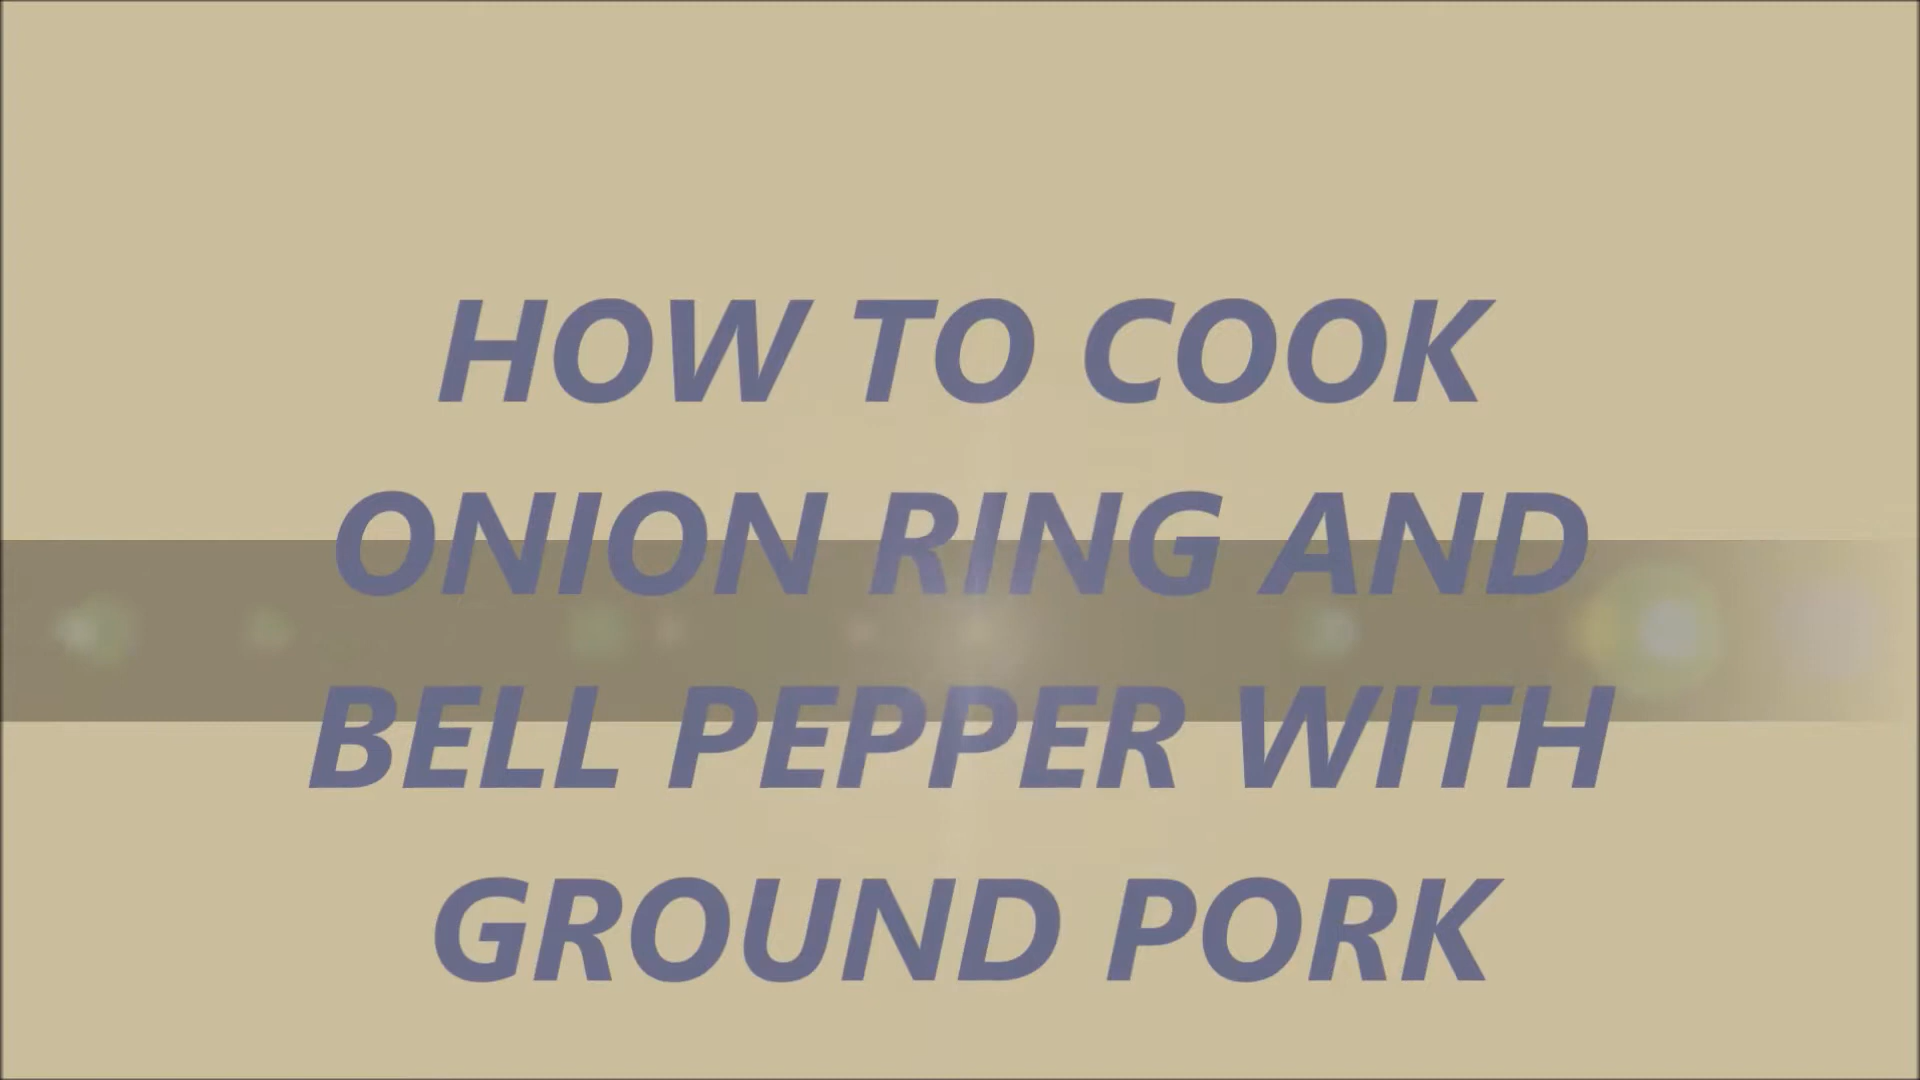 HOW TO COOK
ONION RING AND
BELL PEPPER WITH
GROUND PORK